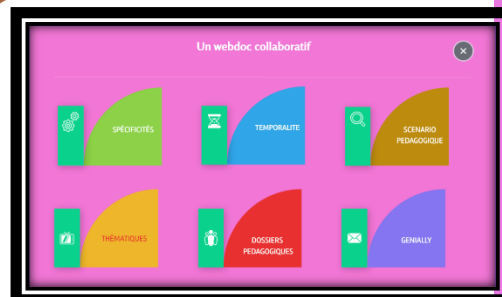 Un webdoc collaboratif
SPÉCIFICITÉS
TEMPORALITE
SCENARIO
PEDAGOGIQUE
THÉMATIQUES
DOSSIERS
PEDAGOGIQUES
GENIALLY